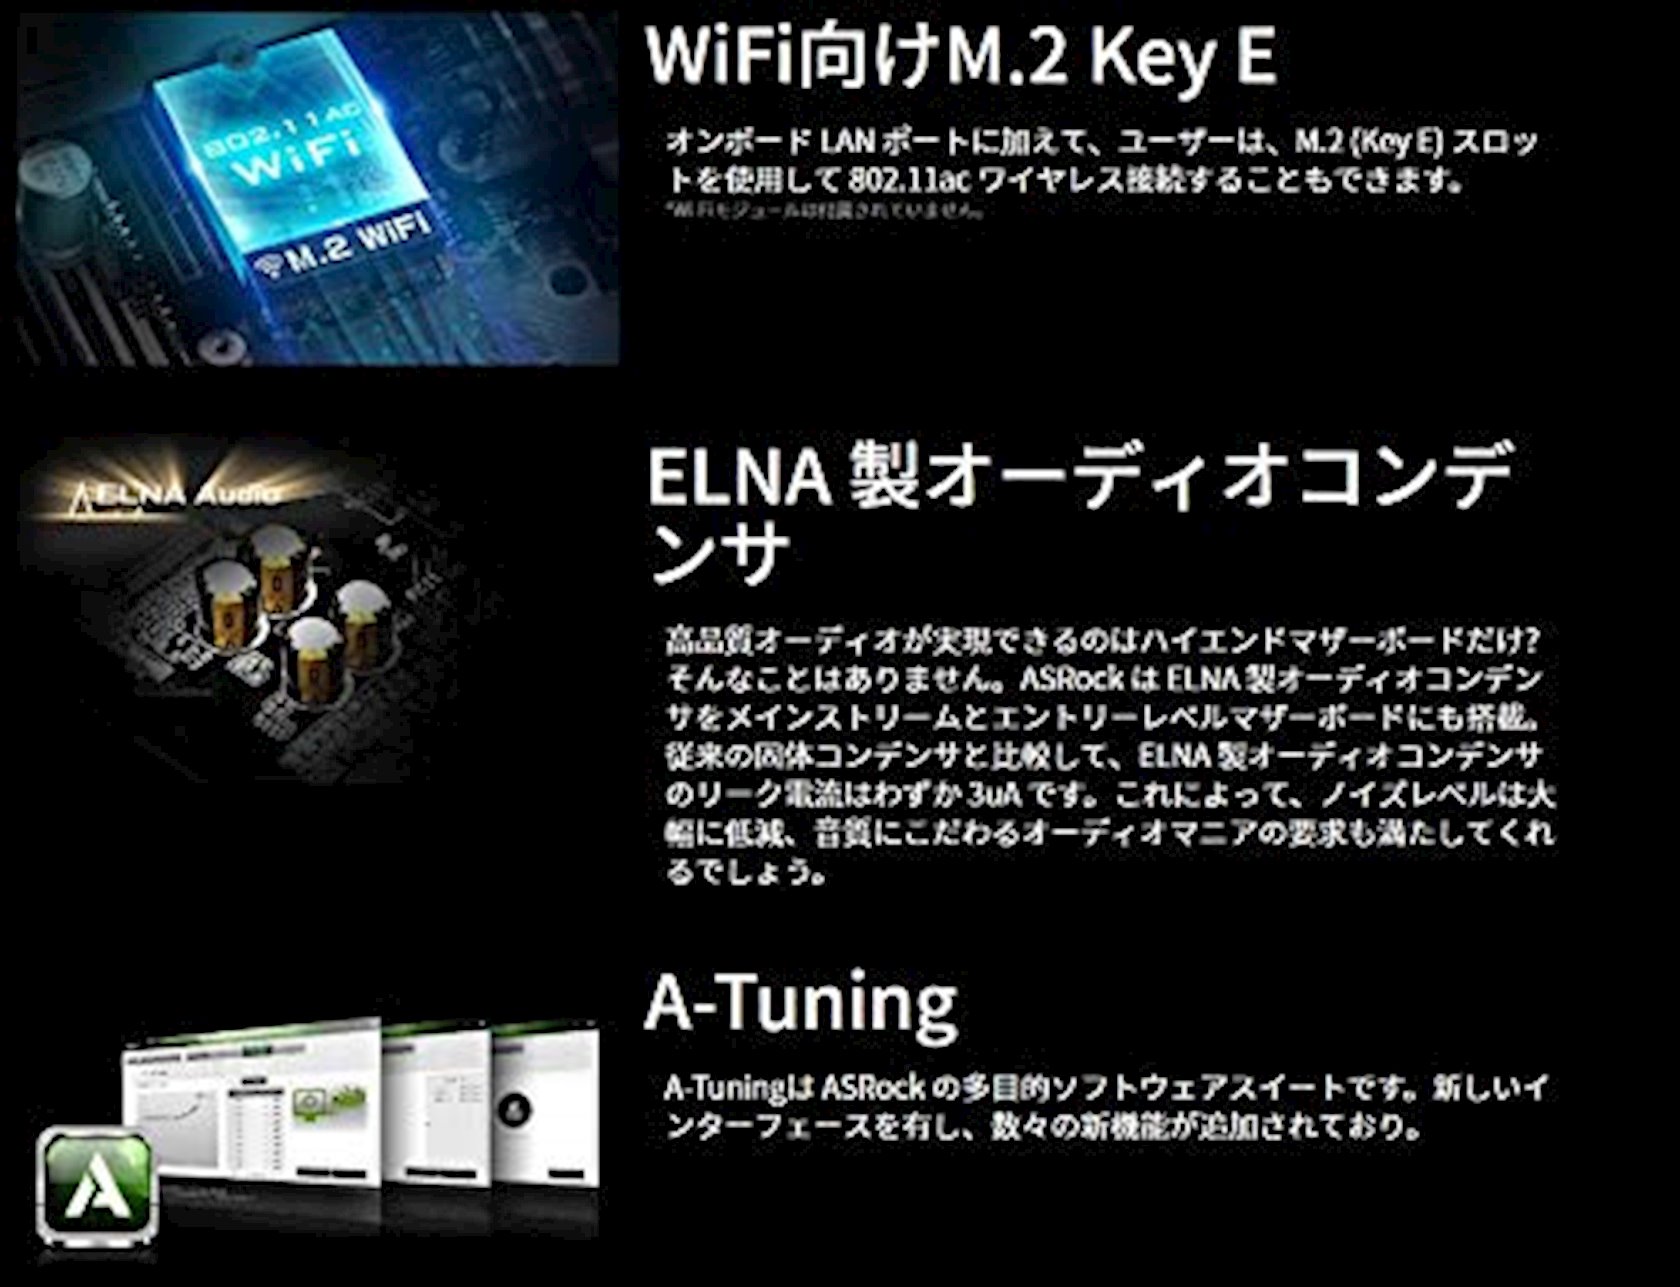 WiFi向けM.2 Key E
802.11AC
WiFi
M.2 WiFi
オンボード LAN ポートに加えて、ユーザーは、M.2 (Key E) スロッ
トを使用して 802.11ac ワイヤレス接続することもできます。
*Wi Fiモジュールは付属されていません。
ELNA Audio
ELNA 製オーディオコンデ
ンサ
高品質オーディオが実現できるのはハイエンドマザーボードだけ?
そんなことはありません。ASRock は ELNA 製オーディオコンデン
サをメインストリームとエントリーレベルマザーボードにも搭載。
従来の固体コンデンサと比較して、ELNA 製オーディオコンデンサ
のリーク電流はわずか 3uA です。これによって、ノイズレベルは大
幅に低減、音質にこだわるオーディオマニアの要求も満たしてくれ
るでしょう。
A-Tuning
A-Tuningは ASRock の多目的ソフトウェアスイートです。新しいイ
ンターフェースを有し、数々の新機能が追加されており。